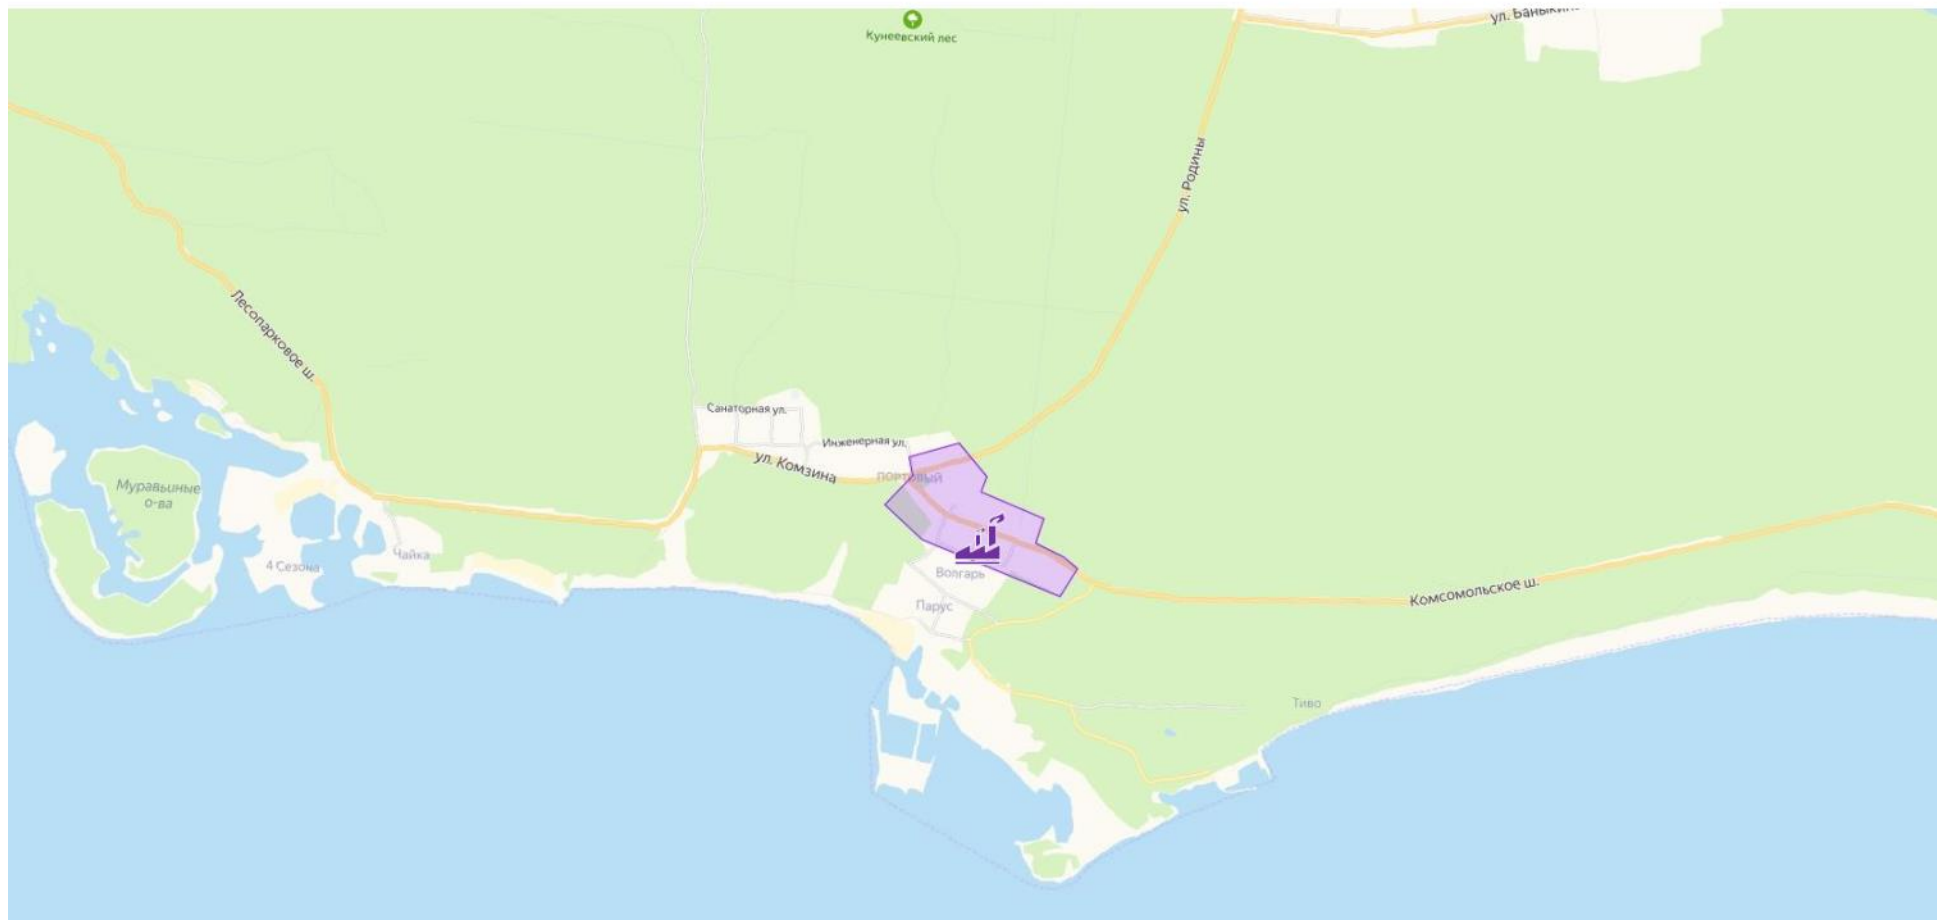 ул. Баныкина
Кунеевский лес
ул. Родины
Лесопарковое ш.
Санаторная ул.
Инженерная ул.
ул. Комзина
ПОРТОВЫЙ
Муравьиные
о-ва
Чайка
4 Сезона
Волгарь
Парус
Комсомольское ш.
Тиво